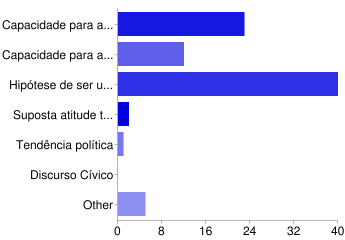 Capacidade para a...
Capacidade para a...
Hipótese de ser u...
Suposta atitude t...
Tendência política
Discurso Cívico
Other
0 8 16 24 32 40